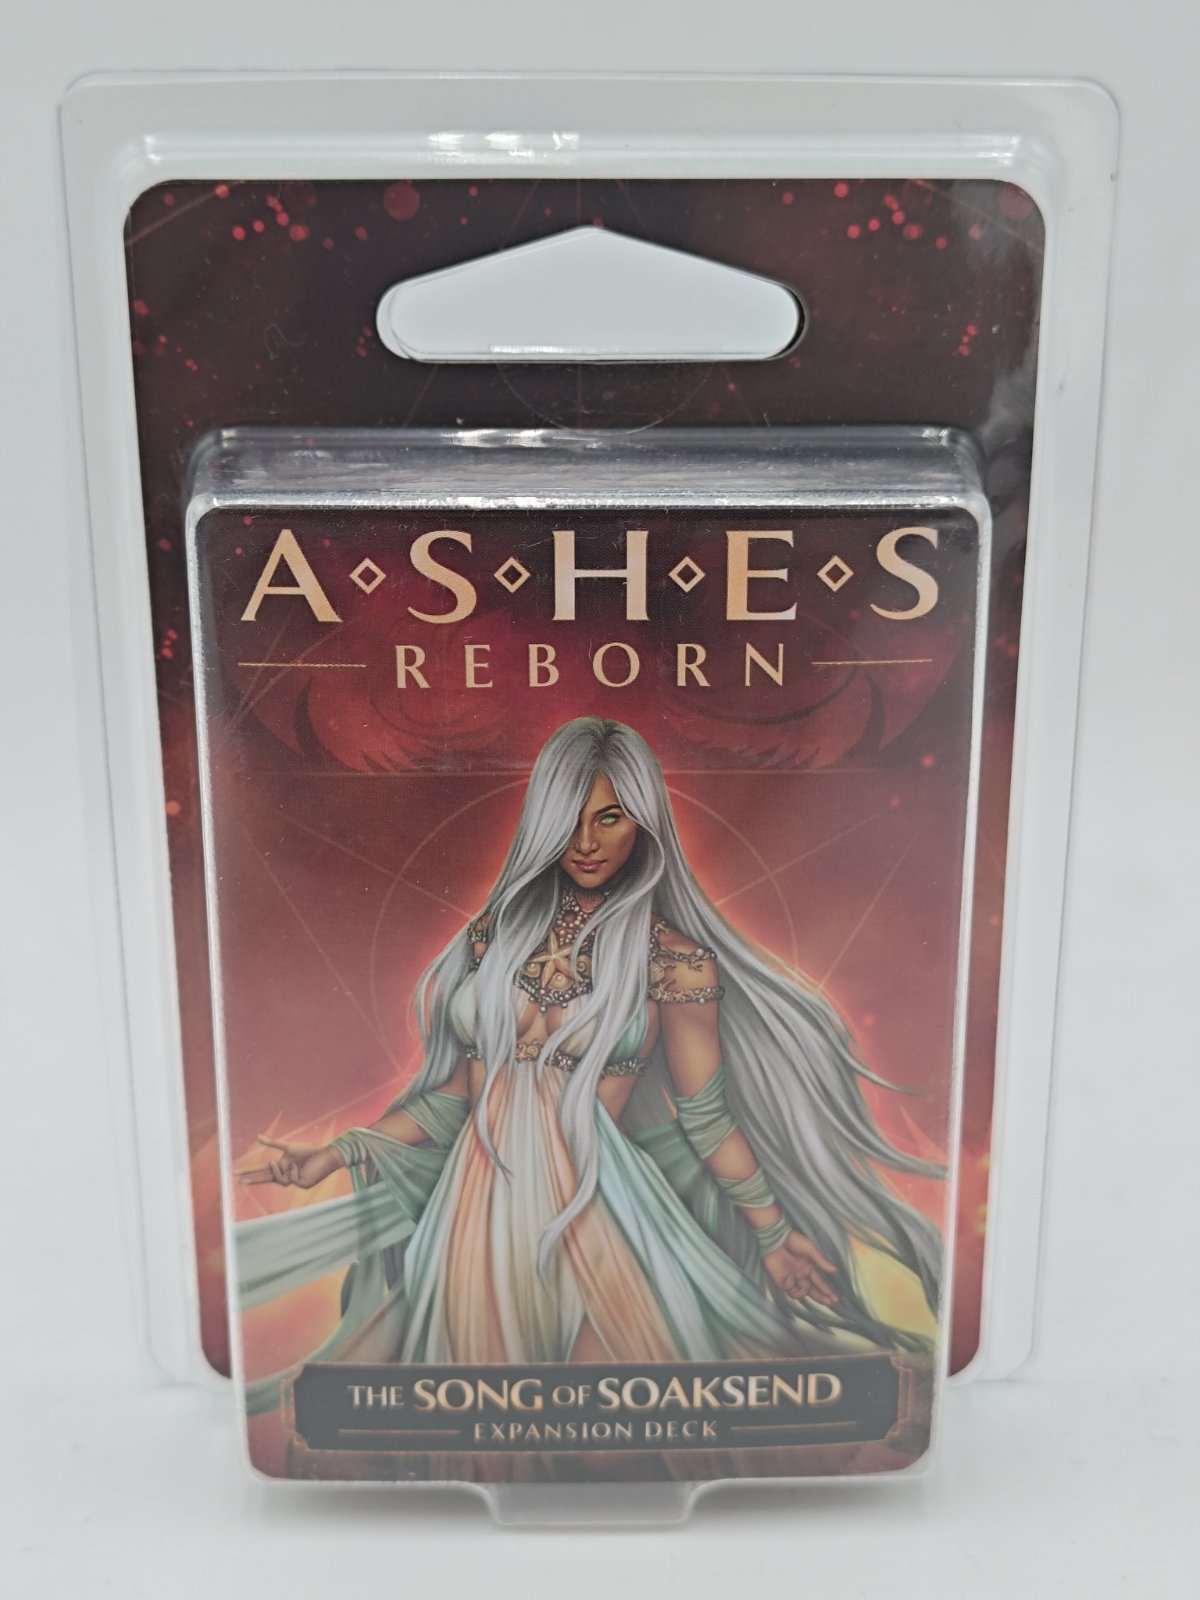 A⋄S⋄H⋄E⋄S
REBORN
THE SONG OF SOAKSEND
EXPANSION DECK